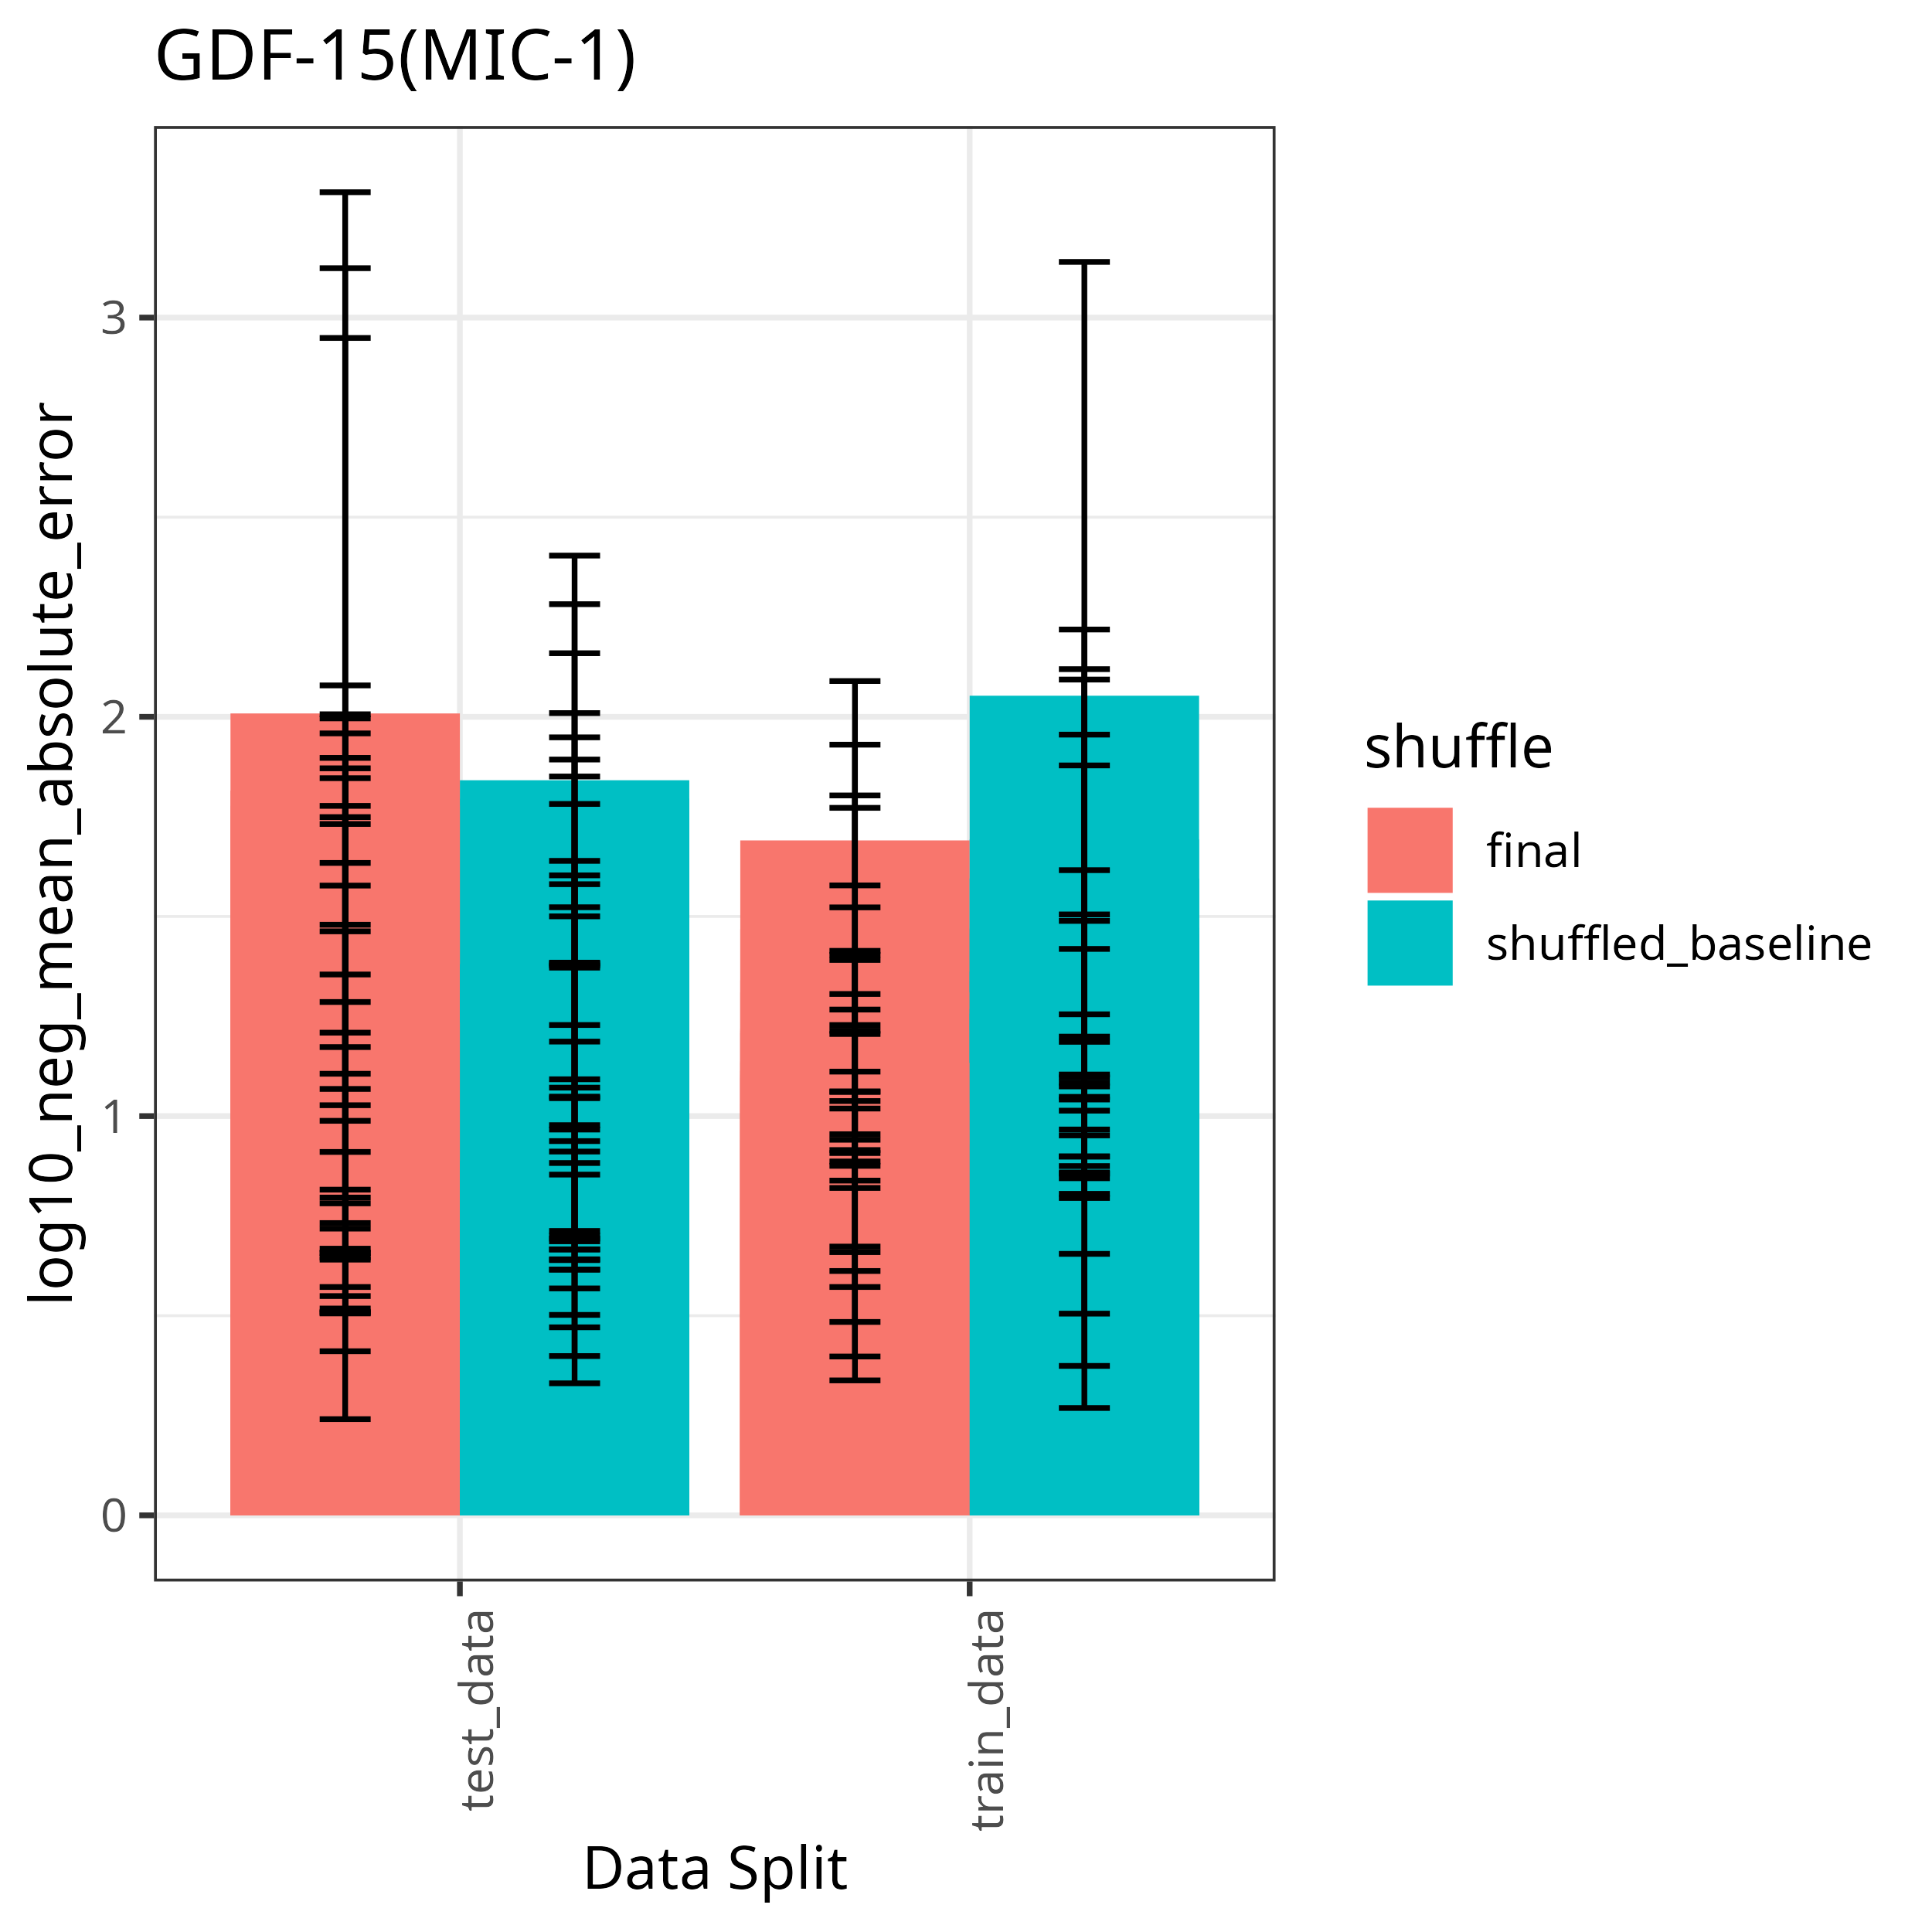 GDF-15(MIC-1)
log10_neg_mean_absolute_error
3
2
1
0
test_data
train_data
Data Split
shuffle
final
shuffled_baseline